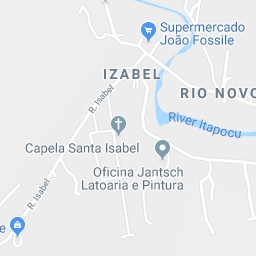 Supermercado
João Fossile
IZABEL
RIO NOVO
R. Isabel
River Itapocu
Capela Santa Isabel
Oficina Jantsch
Latoaria e Pintura
R. Isabel